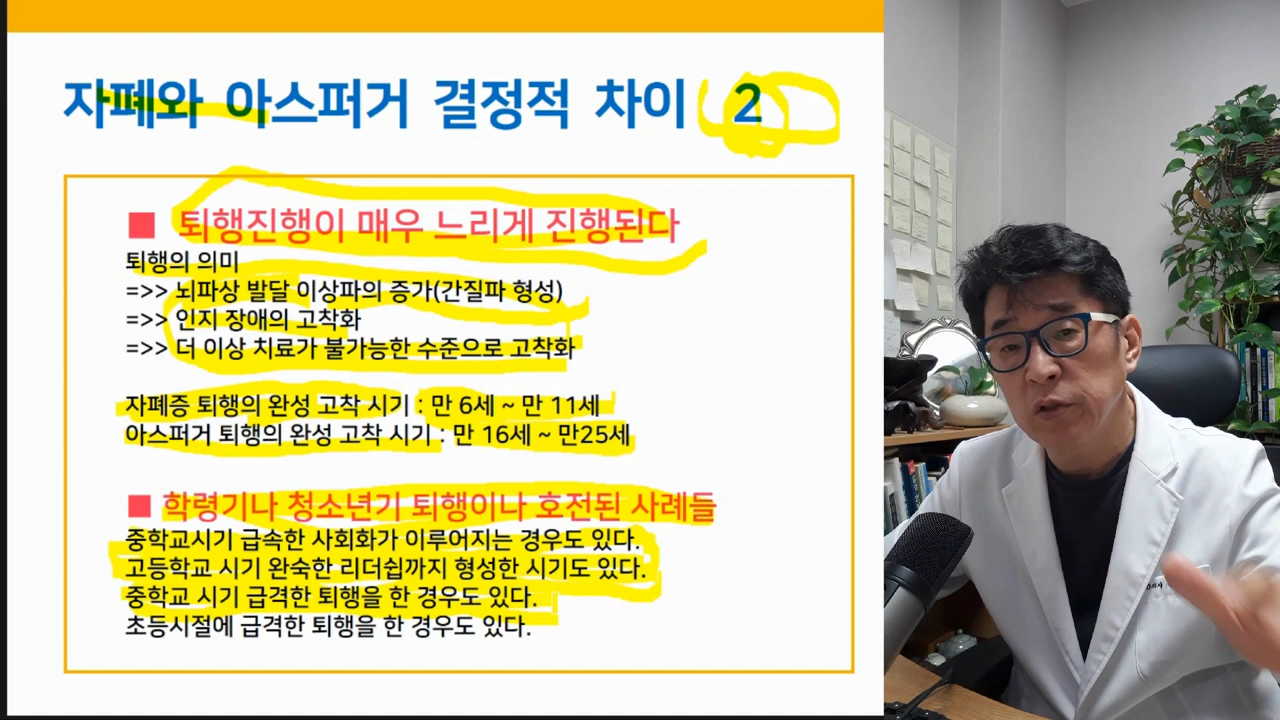 자폐와 아스퍼거 결정적 차이 2
■ 퇴행진행이 매우 느리게 진행된다
퇴행의 의미
=>> 뇌파상 발달 이상파의 증가(간질파 형성)
=>> 인지 장애의 고착화
=>> 더 이상 치료가 불가능한 수준으로 고착화
자폐증 퇴행의 완성 고착 시기 : 만 6세 ~ 만 11세
아스퍼거 퇴행의 완성 고착 시기 : 만 16세 ~ 만25세
■ 학령기나 청소년기 퇴행이나 호전된 사례들
중학교시기 급속한 사회화가 이루어지는 경우도 있다.
고등학교 시기 완숙한 리더쉽까지 형성한 시기도 있다.
중학교 시기 급격한 퇴행을 한 경우도 있다.
초등시절에 급격한 퇴행을 한 경우도 있다.